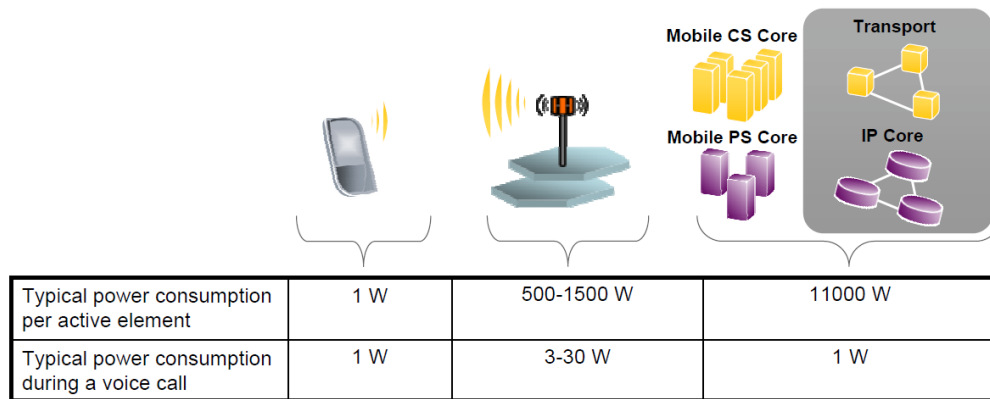 Mobile CS Core
Transport
Mobile PS Core
IP Core
Typical power consumption
per active element
1 W
500-1500 W
11000 W
Typical power consumption
during a voice call
1 W
3-30 W
1 W